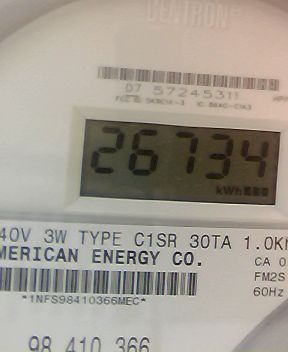 CENTRON®
07 57245311
26734
kWh
40V 3W TYPE C1SR 30TA 1.0K
MERICAN ENERGY CO.
CA 0
FM2S
60Hz
*1NFS98410366MEC*
98 410 366